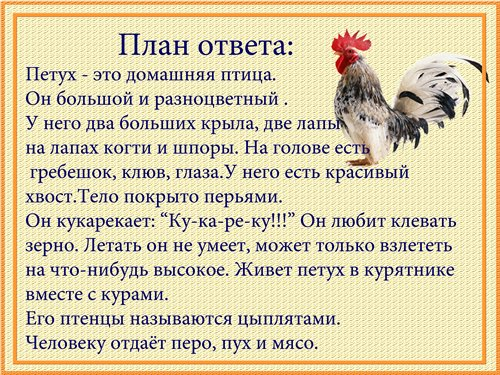 План ответа:
Петух - это домашняя птица.
Он большой и разноцветный .
У него два больших крыла, две лапы
на лапах когти и шпоры. На голове есть
гребешок, клюв, глаза.У него есть красивый
хвост.Тело покрыто перьями.
Он кукарекает: “Ку-ка-ре-ку!!!” Он любит клевать
зерно. Летать он не умеет, может только взлететь
на что-нибудь высокое. Живет петух в курятнике
вместе с курами.
Его птенцы называются цыплятами.
Человеку отдаёт перо, пух и мясо.